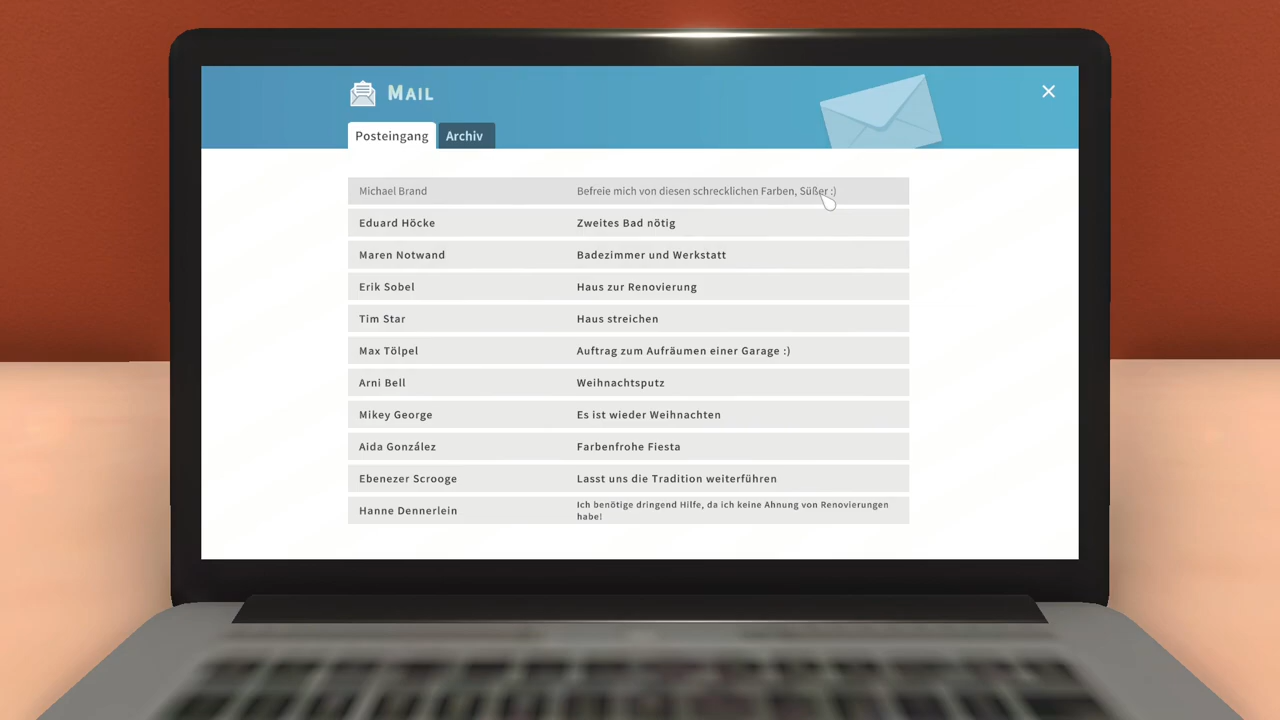 MAIL
Posteingang Archiv
Michael Brand Befreie mich von diesen schrecklichen Farben, Süßer :)
Eduard Höcke Zweites Bad nötig
Maren Notwand Badezimmer und Werkstatt
Erik Sobel Haus zur Renovierung
Tim Star Haus streichen
Max Tölpel Auftrag zum Aufräumen einer Garage :)
Arni Bell Weihnachtsputz
Mikey George Es ist wieder Weihnachten
Aida González Farbenfrohe Fiesta
Ebenezer Scrooge Lasst uns die Tradition weiterführen
Hanne Dennerlein Ich benötige dringend Hilfe, da ich keine Ahnung von Renovierungen
habe!